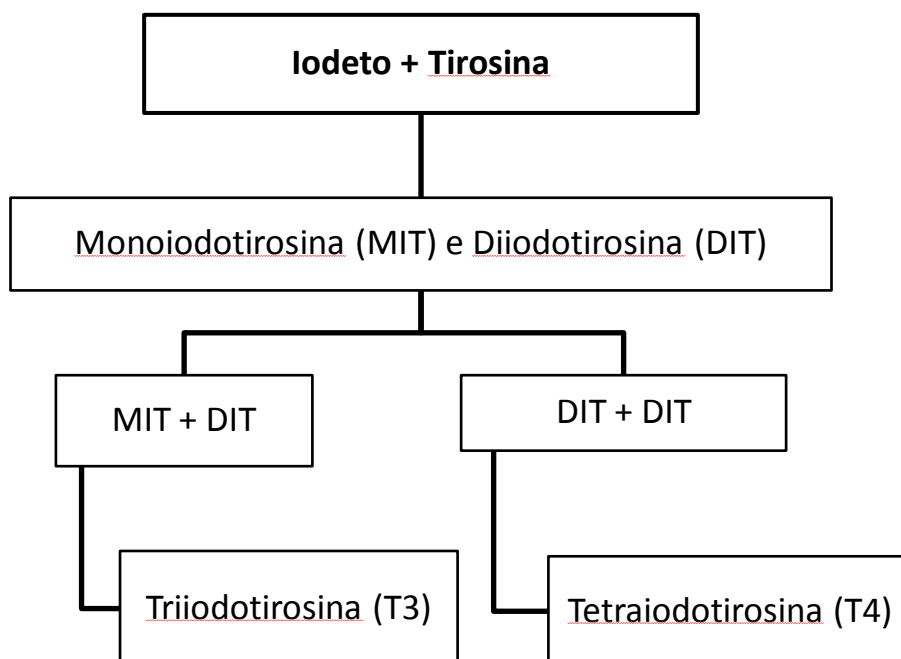 Iodeto + Tirosina
Monoiodotirosina (MIT) e Diiodotirosina (DIT)
MIT + DIT
DIT + DIT
Triiodotirosina (T3)
Tetraiodotirosina (T4)